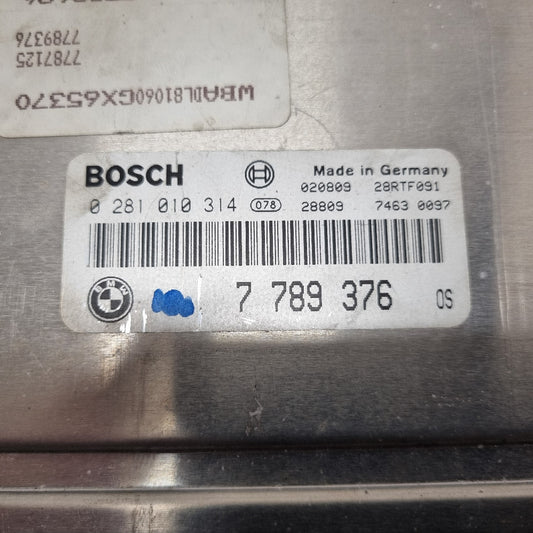 7789376
7787125
WBADL81060GX65370
BOSCH
Made in Germany
020809 28RTF091
0 281 010 314 078 28809 7463 0097
BMW
7 789 376 OS